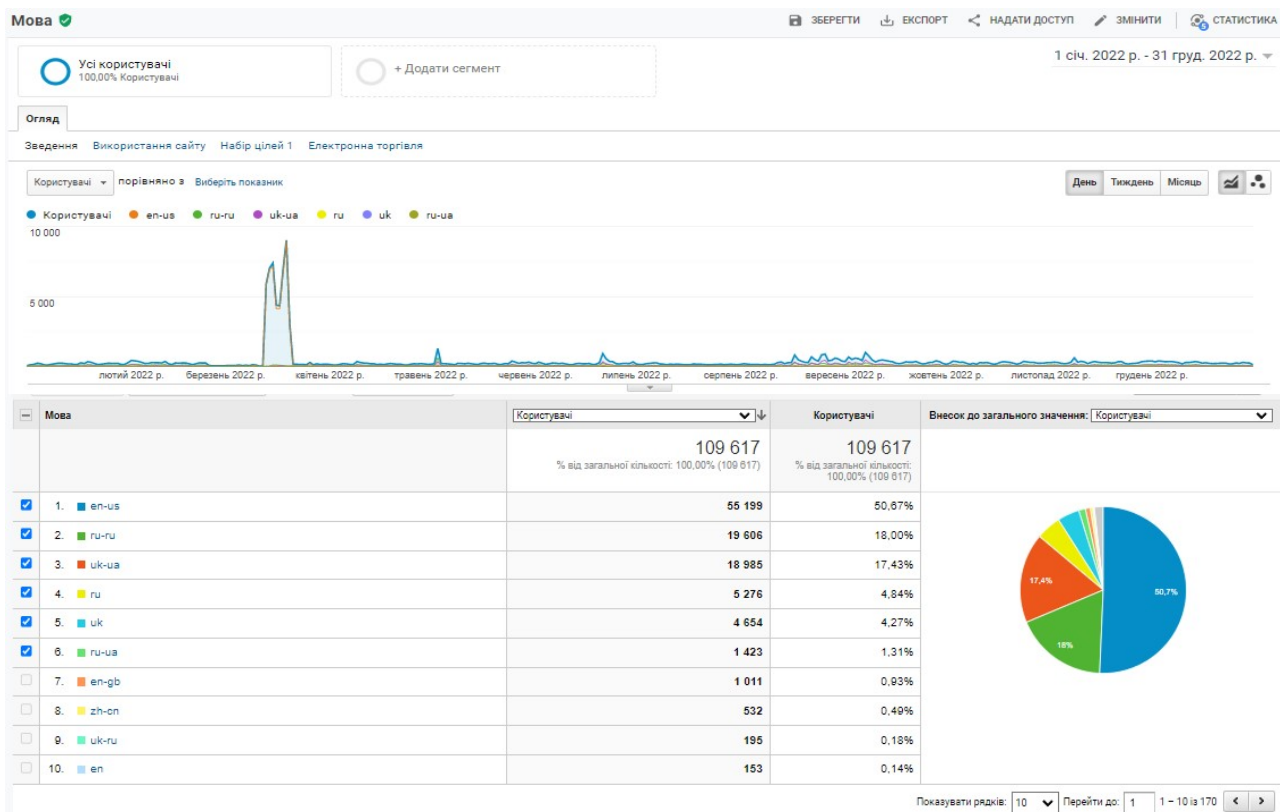 Мова
ЗБЕРЕГТИ ЕКСПОРТ НАДАТИ ДОСТУП ЗМІНИТИ СТАТИСТИКА
Усі користувачі
100,00% Користувачі
+ Додати сегмент
1 січ. 2022 р. - 31 груд. 2022 р.
Огляд
Зведення Використання сайту Набір цілей 1 Електронна торгівля
Користувачі порівняно з Виберіть показник
День Тиждень Місяць
Користувачі en-us ru-ru uk-ua ru uk ru-ua
10 000
5 000
лютий 2022 р. березень 2022 р. квітень 2022 р. травень 2022 р. червень 2022 р. липень 2022 р. серпень 2022 р. вересень 2022 р. жовтень 2022 р. листопад 2022 р. грудень 2022 р.
Мова Користувачі Користувачі Внесок до загального значення: Користувачі
109 617 109 617
% від загальної кількості: 100,00% (109 617) % від загальної кількості:
100,00% (109 617)
1. en-us 55 199 50,67%
2. ru-ru 19 606 18,00%
3. uk-ua 18 985 17,43%
4. ru 5 276 4,84%
5. uk 4 654 4,27%
6. ru-ua 1 423 1,31%
7. en-gb 1 011 0,93%
8. zh-cn 532 0,49%
9. uk-ru 195 0,18%
10. en 153 0,14%
17,4%
50,7%
18%
Показувати рядків: 10 Перейти до: 1 1 – 10 із 170